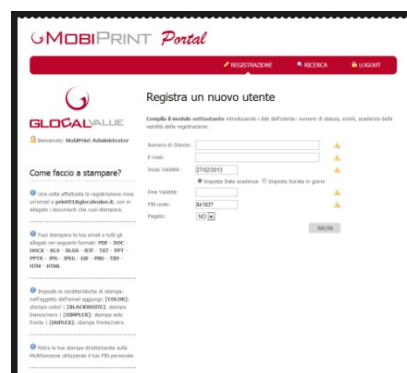 GMOBIPRINT Portal
REGISTRAZIONE RICERCA LOGOUT
GLOCALVALUE
Benvenuto: MobiPrint Administrator
Come faccio a stampare?
Una volta effettuata la registrazione invia
un'email a print01@glocalvalue.it, con in
allegato i documenti che vuoi stampare.
Puoi stampare la tua email e tutti gli
allegati nei seguenti formati: PDF - DOC -
DOCX - XLS - XLSX - RTF - TXT - PPT -
PPTX - JPG - JPEG - GIF - PNG - TIFF -
HTM - HTML
Imposta le caratteristiche di stampa:
nell'oggetto dell'email aggiungi: [COLOR]:
stampa colori | [BLACKWHITE]: stampa
bianco/nero | [SIMPLEX]: stampa solo
fronte | [DUPLEX]: stampa fronte/retro
Ritira le tue stampe direttamente sulla
Multifunzione utilizzando il tuo PIN personale
Registra un nuovo utente
Compila il modulo sottostante introducendo i dati dell'utente: numero di stanza, email, scadenza della
validità della registrazione.
Numero di Stanza:
E-mail:
Inizio Validità: 27/02/2013
Imposta Data scadenza Imposta Durata in giorni
Fine Validità:
PIN code: 841837
Pagato: NO
SALVA